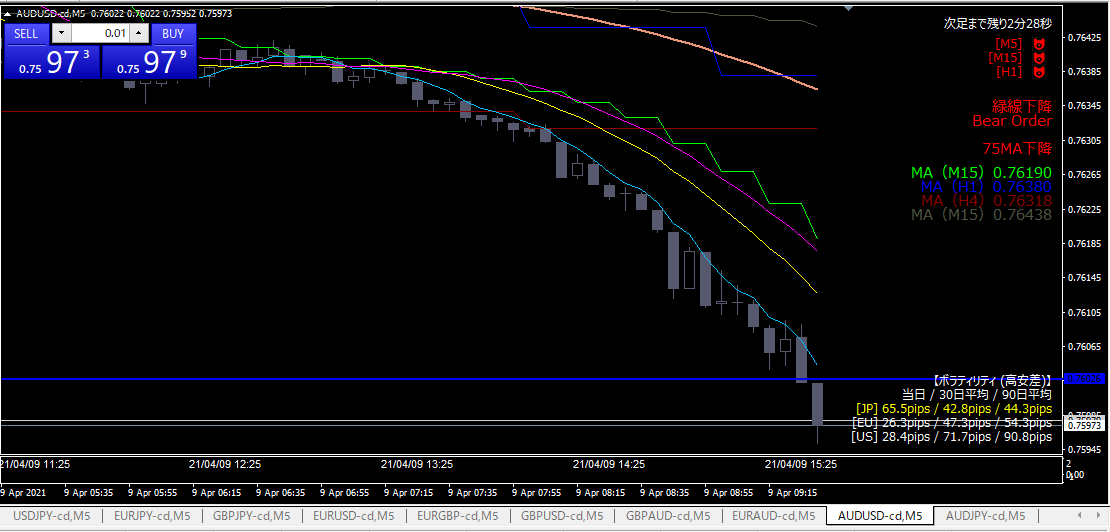 AUDUSD-cd,M5 0.76022 0.76022 0.75952 0.75973
SELL 0.01 BUY
0.75 97 3 0.75 97 9
次足まで残り2分28秒
[M5]
[M15]
[H1]
緑線下降
Bear Order
75MA下降
MA（M15）0.76190
MA（H1）0.76380
MA（H4）0.76318
MA（M15）0.76438
0.76425
0.76385
0.76345
0.76305
0.76265
0.76225
0.76185
0.76145
0.76105
0.76065
【ボラティリティ(高安差)】
当日 / 30日平均 / 90日平均
[JP] 65.5pips / 42.8pips / 44.3pips
[EU] 26.3pips / 47.3pips / 54.3pips
[US] 28.4pips / 71.7pips / 90.8pips
0.75973
0.75945
21/04/09 11:25 21/04/09 12:25 21/04/09 13:25 21/04/09 14:25 21/04/09 15:25
2
0.00
9 Apr 2021 9 Apr 05:35 9 Apr 05:55 9 Apr 06:15 9 Apr 06:35 9 Apr 06:55 9 Apr 07:15 9 Apr 07:35 9 Apr 07:55 9 Apr 08:15 9 Apr 08:35 9 Apr 08:55 9 Apr 09:15
USDJPY-cd,M5 EURJPY-cd,M5 GBPJPY-cd,M5 EURUSD-cd,M5 EURGBP-cd,M5 GBPUSD-cd,M5 GBPAUD-cd,M5 EURAUD-cd,M5 AUDUSD-cd,M5 AUDJPY-cd,M5